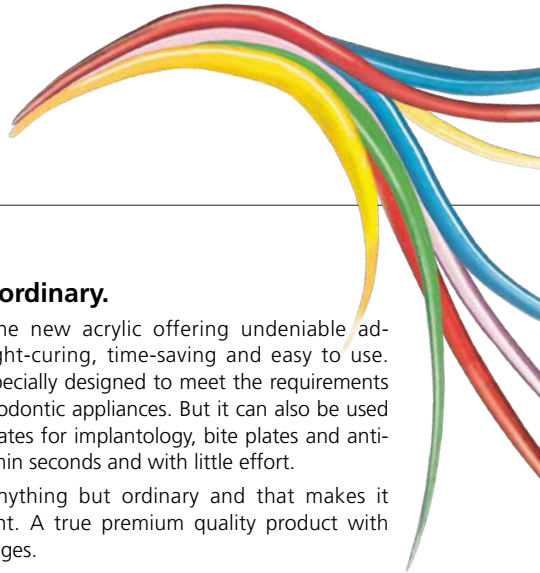 ordinary.
ne new acrylic offering undeniable ad-
ght-curing, time-saving and easy to use.
pecially designed to meet the requirements
odontic appliances. But it can also be used
ates for implantology, bite plates and anti-
hin seconds and with little effort.
nything but ordinary and that makes it
nt. A true premium quality product with
ges.